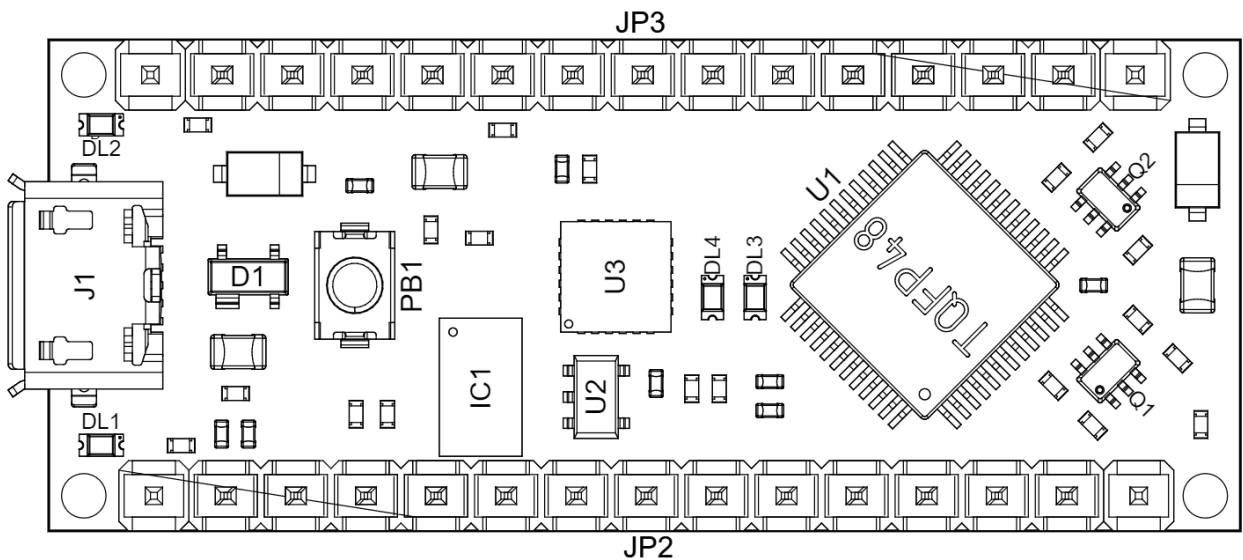 JP3
DL2
J1
DL1
D1
PB1
IC1
U3
U2
DL4
DL3
U1
TQFP48
Q2
Q1
JP2